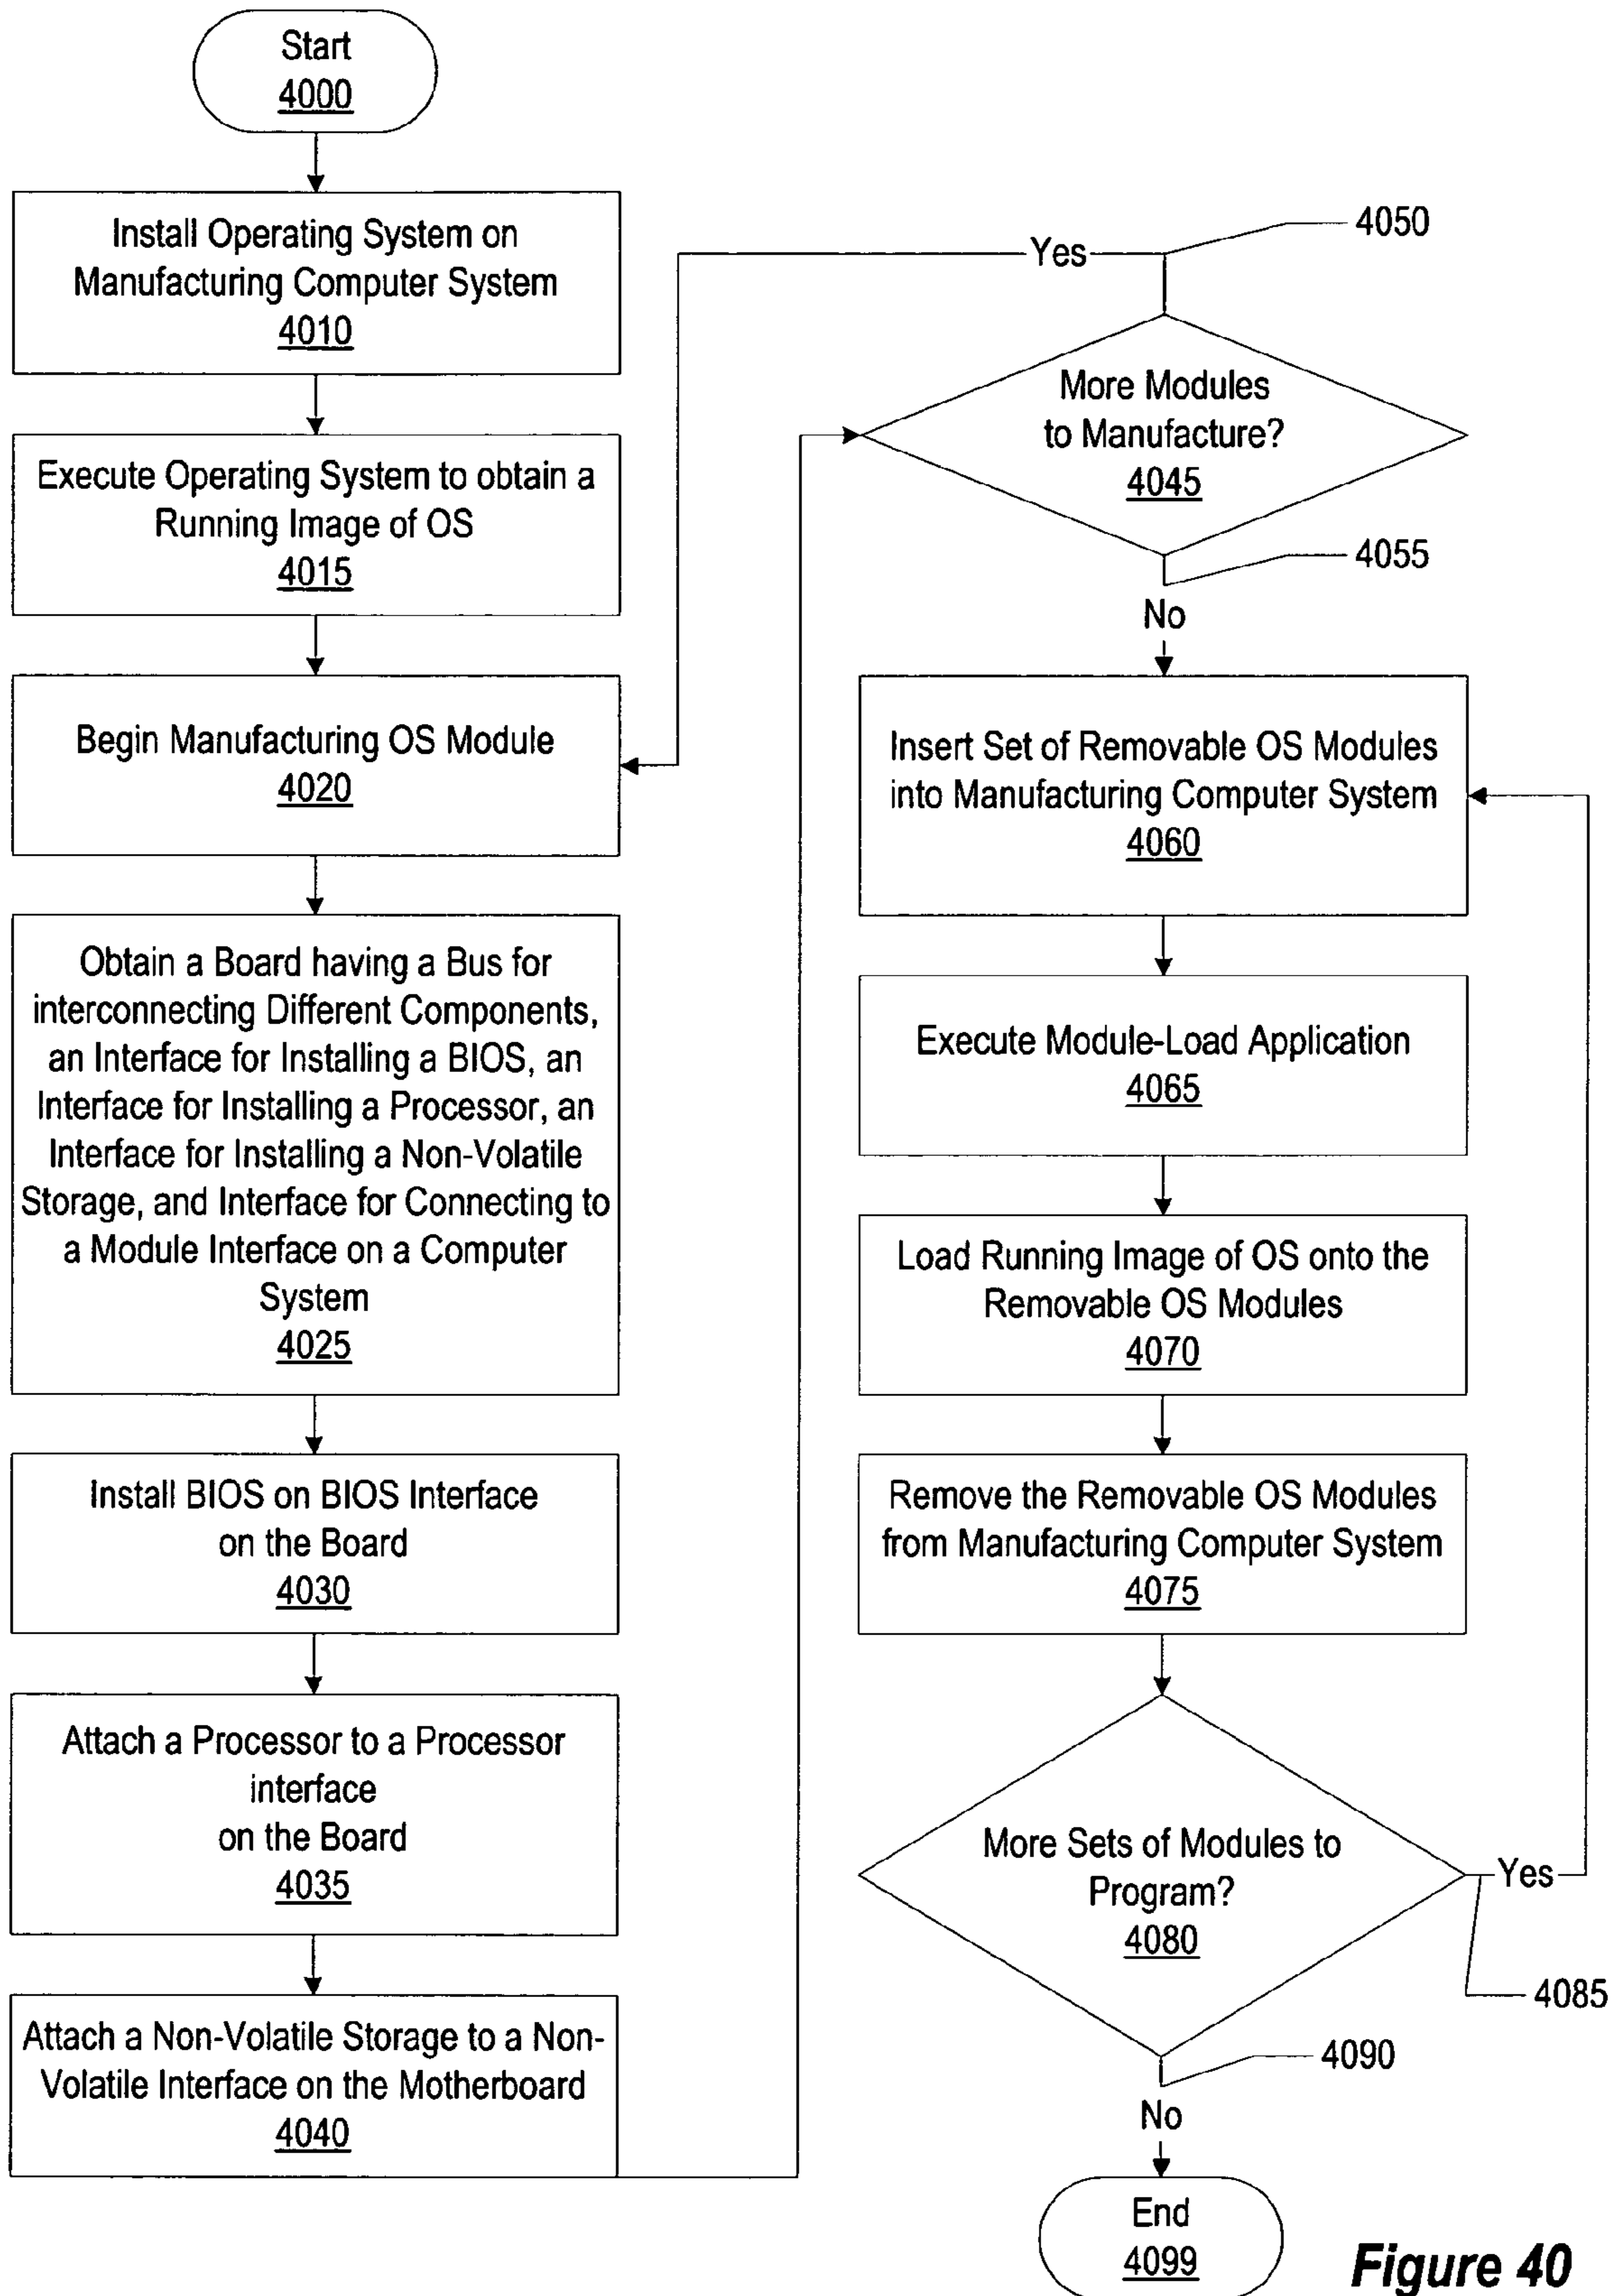 Start
4000
Install Operating System on
Manufacturing Computer System
4010
Execute Operating System to obtain a
Running Image of OS
4015
Begin Manufacturing OS Module
4020
Obtain a Board having a Bus for
interconnecting Different Components,
an Interface for Installing a BIOS, an
Interface for Installing a Processor, an
Interface for Installing a Non-Volatile
Storage, and Interface for Connecting to
a Module Interface on a Computer
System
4025
Install BIOS on BIOS Interface
on the Board
4030
Attach a Processor to a Processor
interface
on the Board
4035
Attach a Non-Volatile Storage to a Non-
Volatile Interface on the Motherboard
4040
Yes
4050
More Modules
to Manufacture?
4045
4055
No
Insert Set of Removable OS Modules
into Manufacturing Computer System
4060
Execute Module-Load Application
4065
Load Running Image of OS onto the
Removable OS Modules
4070
Remove the Removable OS Modules
from Manufacturing Computer System
4075
More Sets of Modules to
Program?
4080
Yes
4085
4090
No
End
4099
Figure 40